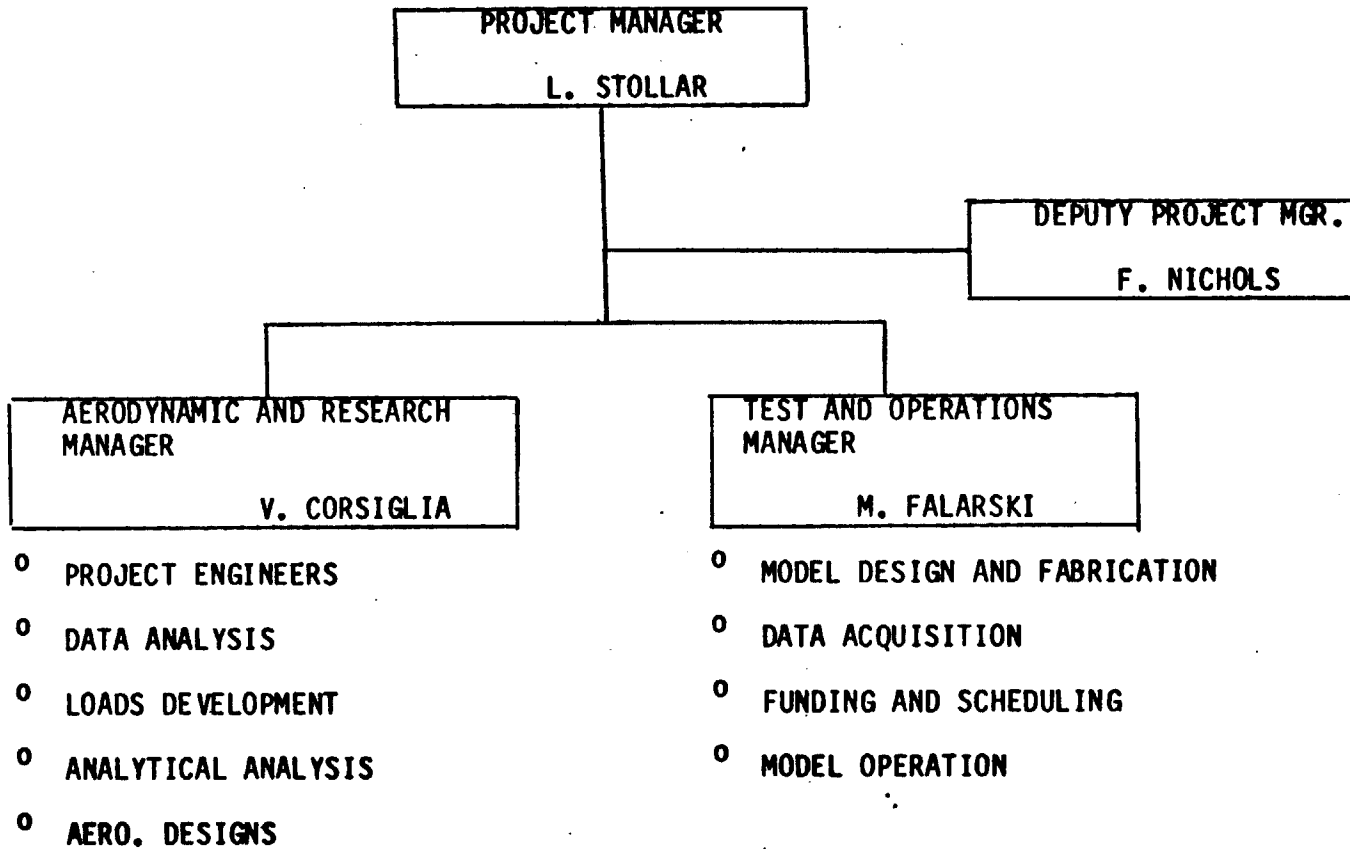 PROJECT MANAGER
L. STOLLAR
DEPUTY PROJECT MGR.
F. NICHOLS
AERODYNAMIC AND RESEARCH
MANAGER
V. CORSIGLIA
TEST AND OPERATIONS
MANAGER
M. FALARSKI
o PROJECT ENGINEERS
o DATA ANALYSIS
o LOADS DEVELOPMENT
o ANALYTICAL ANALYSIS
o AERO. DESIGNS
o MODEL DESIGN AND FABRICATION
o DATA ACQUISITION
o FUNDING AND SCHEDULING
o MODEL OPERATION